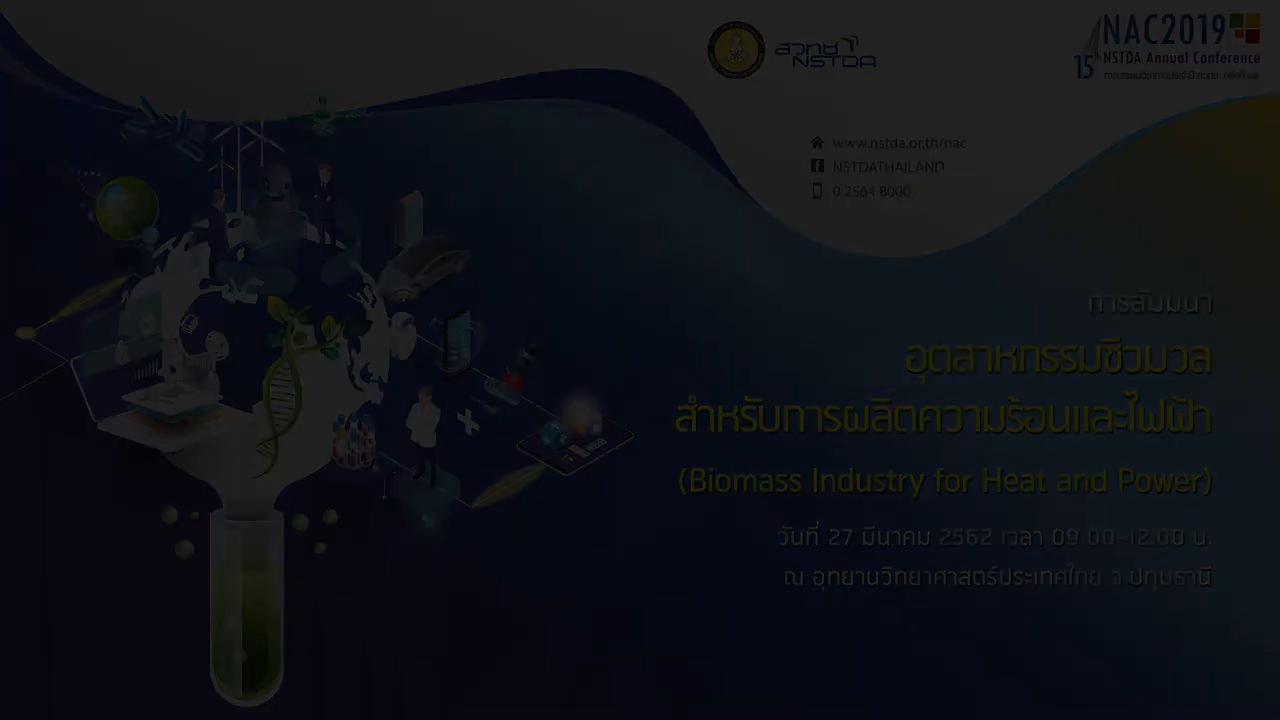 สวทช
NSTDA
NAC2019
15th NSTDA Annual Conference
www.nstda.or.th/nac
NSTDATHAILAND
0 2564 8000
การสัมมนา
อุตสาหกรรมชีวมวล
สำหรับการผลิตความร้อนและไฟฟ้า
(Biomass Industry for Heat and Power)
วันที่ 27 มีนาคม 2562 เวลา 09.00-12.00 น.
ณ อุทยานวิทยาศาสตร์ประเทศไทย จ.ปทุมธานี